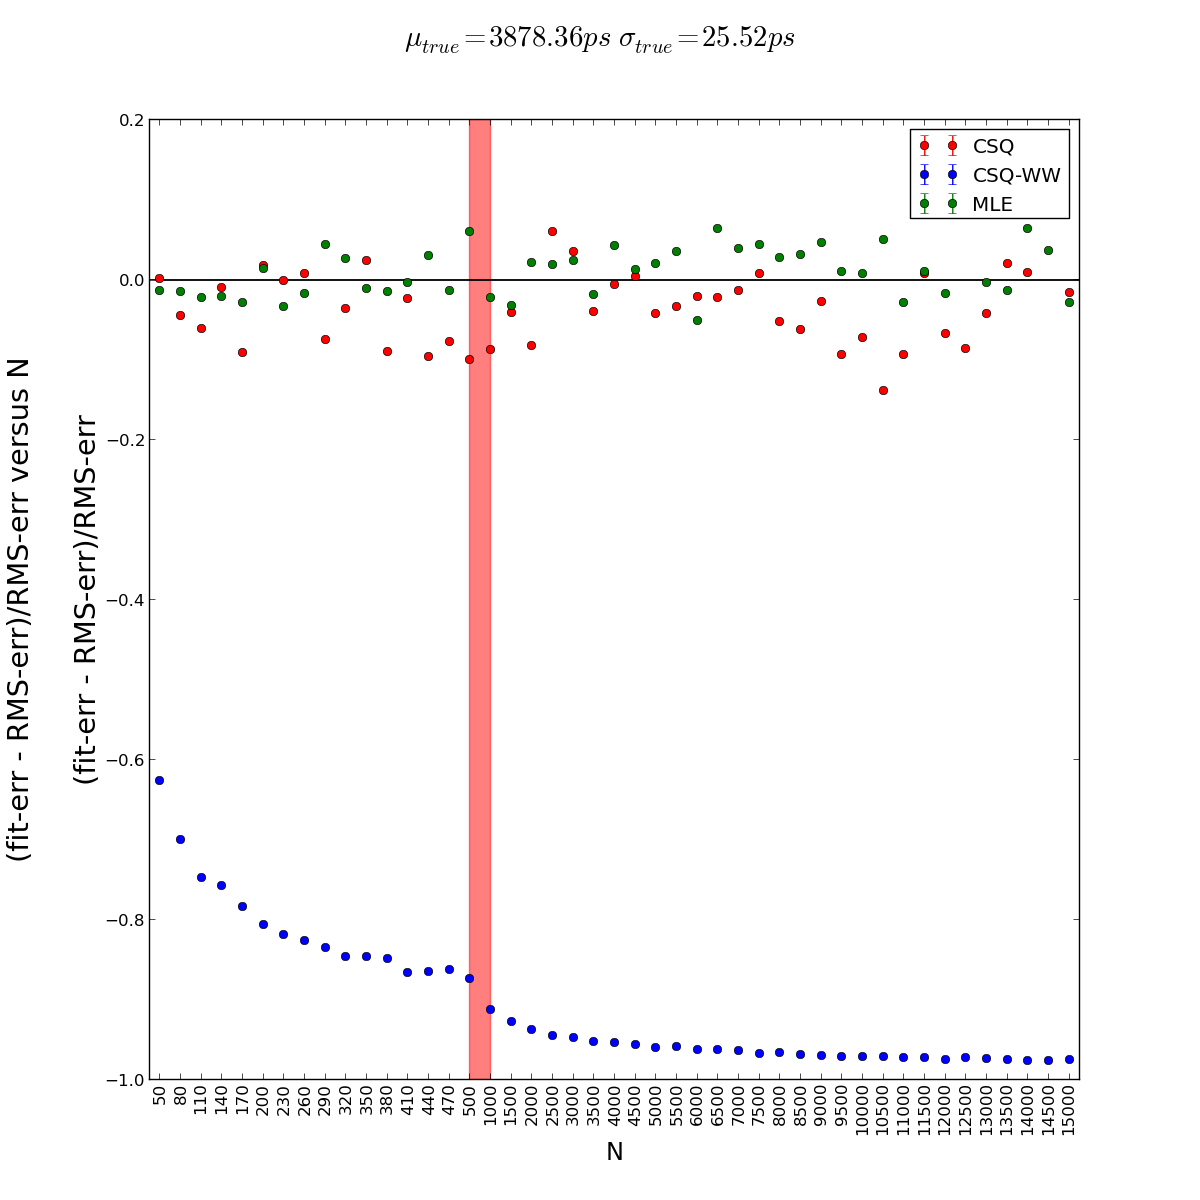 μ_true = 3878.36ps σ_true = 25.52ps
(fit-err - RMS-err)/RMS-err versus N
(fit-err - RMS-err)/RMS-err
0.2
0.0
−0.2
−0.4
−0.6
−0.8
−1.0
CSQ
CSQ-WW
MLE
50 80 110 140 170 200 230 260 290 320 350 380 410 440 470 500 1000 1500 2000 2500 3000 3500 4000 4500 5000 5500 6000 6500 7000 7500 8000 8500 9000 9500 10000 10500 11000 11500 12000 12500 13000 13500 14000 14500 15000
N